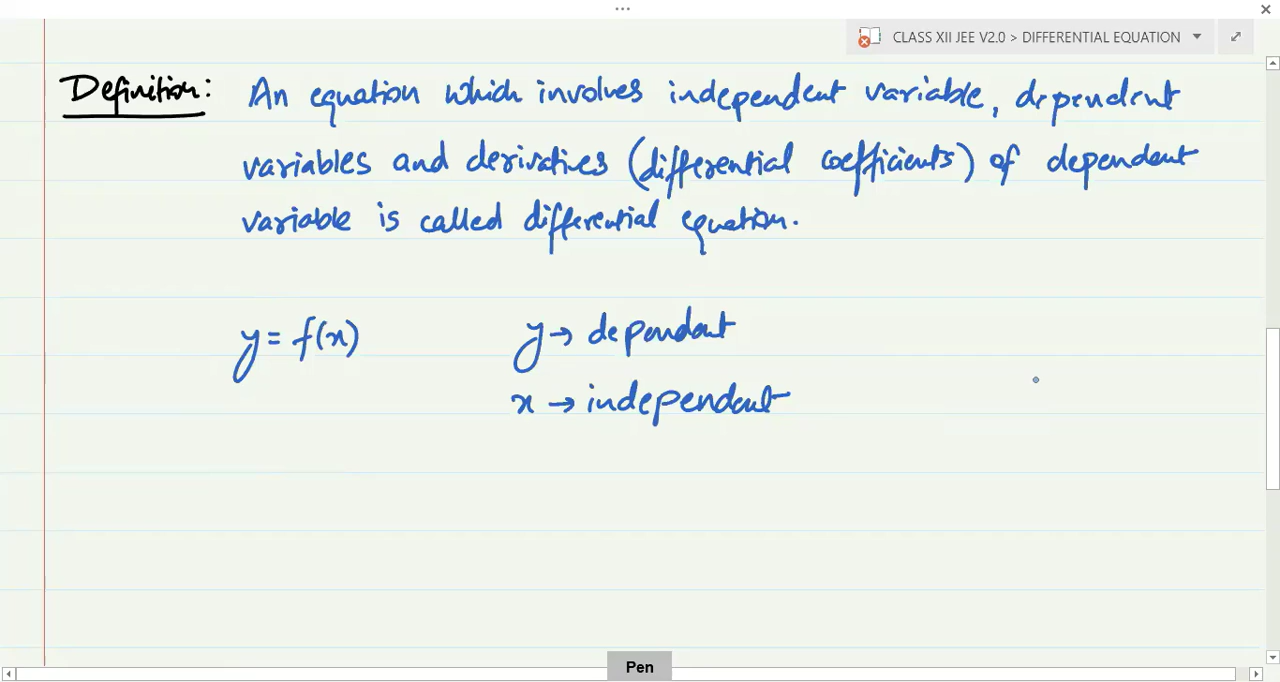 ...
CLASS XII JEE V2.0 > DIFFERENTIAL EQUATION
Definition: An equation which involves independent variable, dependent
variables and derivatives (differential coefficients) of dependent
variable is called differential equation.
y = f(x) y → dependent
x → independent
Pen